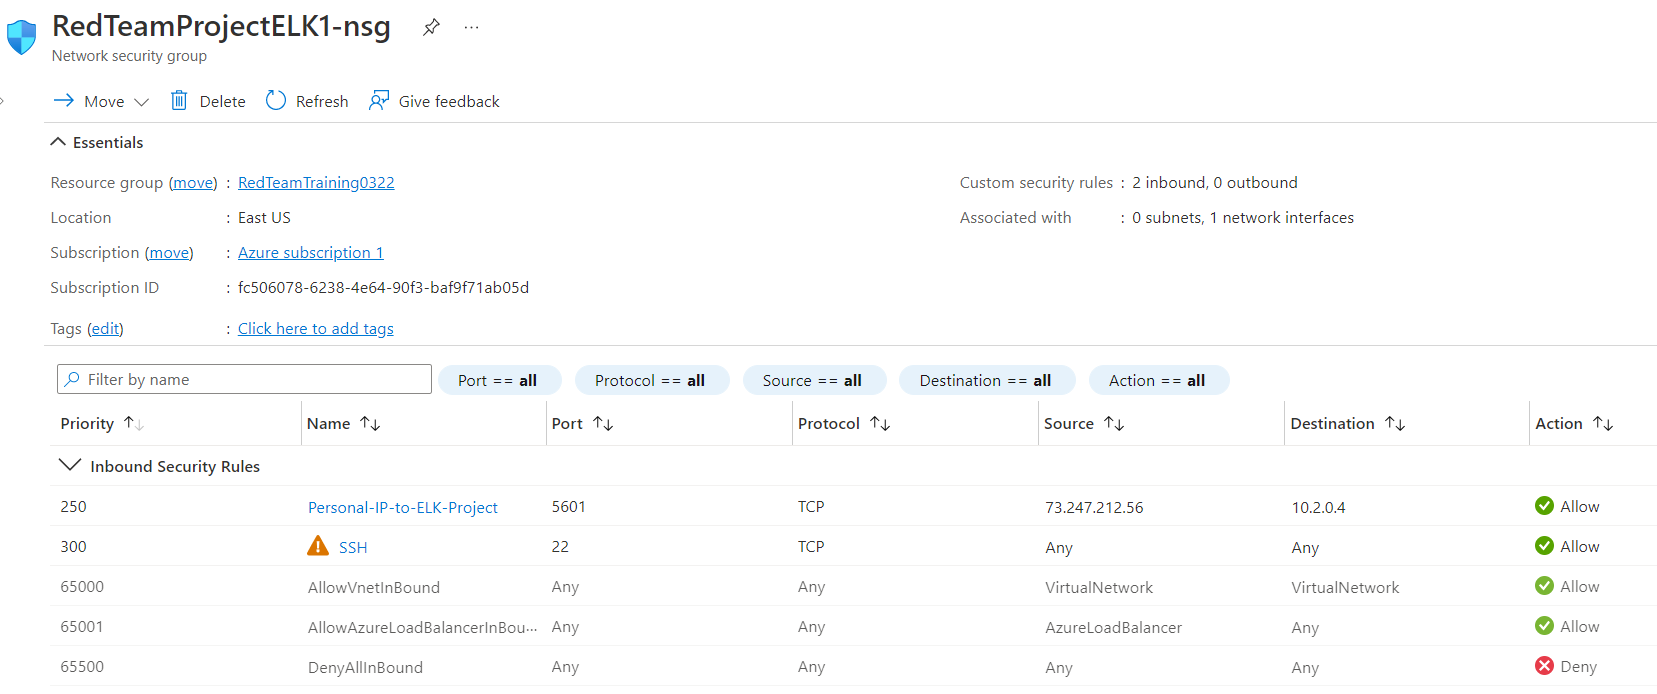 RedTeamProjectELK1-nsg
Network security group
Move Delete Refresh Give feedback
Essentials
Resource group (move) : RedTeamTraining0322 Custom security rules : 2 inbound, 0 outbound
Location : East US Associated with : 0 subnets, 1 network interfaces
Subscription (move) : Azure subscription 1
Subscription ID : fc506078-6238-4e64-90f3-baf9f71ab05d
Tags (edit) : Click here to add tags
Filter by name Port == all Protocol == all Source == all Destination == all Action == all
Priority Name Port Protocol Source Destination Action
Inbound Security Rules
250 Personal-IP-to-ELK-Project 5601 TCP 73.247.212.56 10.2.0.4 Allow
300 SSH 22 TCP Any Any Allow
65000 AllowVnetInBound Any Any VirtualNetwork VirtualNetwork Allow
65001 AllowAzureLoadBalancerInBou... Any Any AzureLoadBalancer Any Allow
65500 DenyAllInBound Any Any Any Any Deny